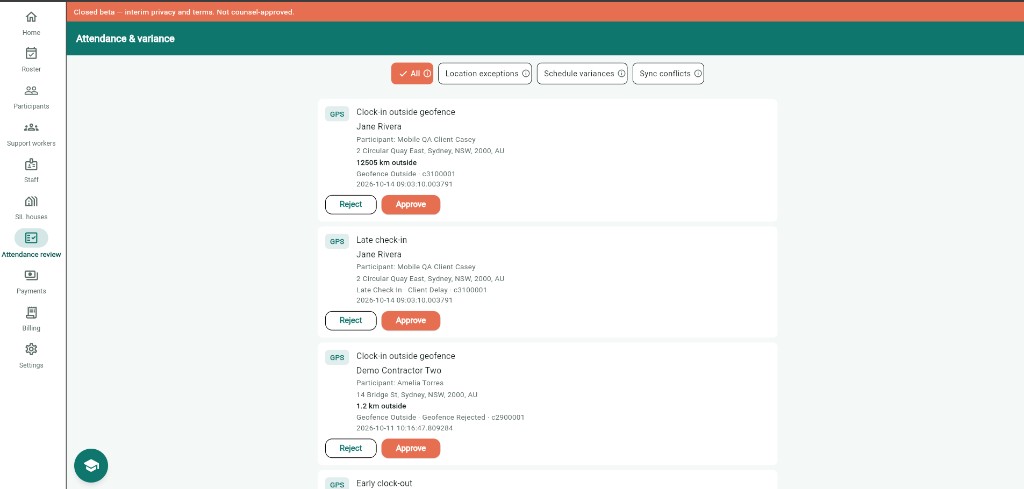 Closed beta — interim privacy and terms. Not counsel-approved.
Attendance & variance
Home
Roster
Participants
Support workers
Staff
SIL houses
Attendance review
Payments
Billing
Settings
All
Location exceptions
Schedule variances
Sync conflicts
GPS
Clock-in outside geofence
Jane Rivera
Participant: Mobile QA Client Casey
2 Circular Quay East, Sydney, NSW, 2000, AU
12505 km outside
Geofence Outside · c3100001
2026-10-14 09:03:10.003791
Reject
Approve
GPS
Late check-in
Jane Rivera
Participant: Mobile QA Client Casey
2 Circular Quay East, Sydney, NSW, 2000, AU
Late Check In · Client Delay · c3100001
2026-10-14 09:03:10.003791
Reject
Approve
GPS
Clock-in outside geofence
Demo Contractor Two
Participant: Amelia Torres
14 Bridge St, Sydney, NSW, 2000, AU
1.2 km outside
Geofence Outside · Geofence Rejected · c2900001
2026-10-11 10:16:47.809284
Reject
Approve
GPS
Early clock-out